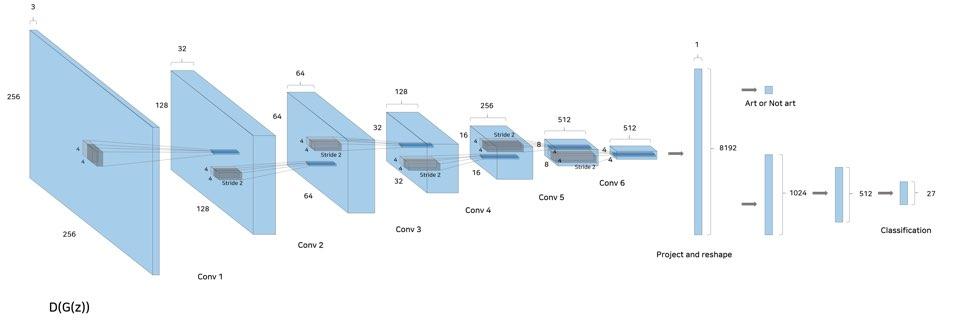 3
256
256
32
128
128
4
4
4
4
Stride 2
Conv 1
64
64
64
4
4
Stride 2
Conv 2
128
32
32
4
4
Stride 2
Conv 3
256
16
16
Stride 2
Conv 4
512
8
8
4
4
Stride 2
Conv 5
512
4
4
Conv 6
1
8192
Project and reshape
Art or Not art
1024
512
27
Classification
D(G(z))